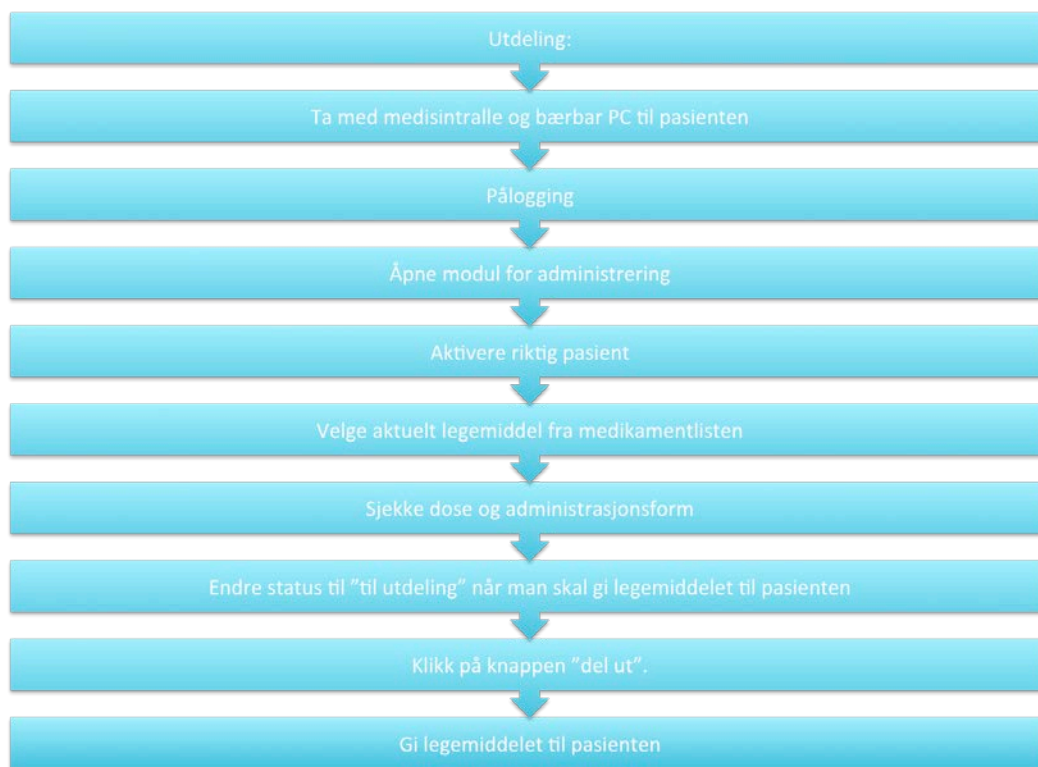 Utdeling:
Ta med medisintralle og bærbar PC til pasienten
Pålogging
Åpne modul for administrering
Aktivere riktig pasient
Velge aktuelt legemiddel fra medikamentlisten
Sjekke dose og administrasjonsform
Endre status til ”til utdeling” når man skal gi legemiddelet til pasienten
Klikk på knappen ”del ut”.
Gi legemiddelet til pasienten